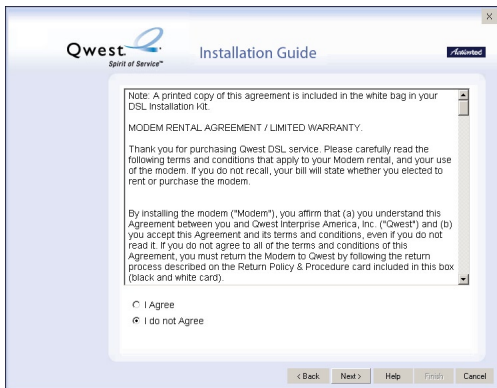 X
Qwest
Spirit of Service™
Installation Guide
Actiontec
Note: A printed copy of this agreement is included in the white bag in your
DSL Installation Kit.
MODEM RENTAL AGREEMENT / LIMITED WARRANTY.
Thank you for purchasing Qwest DSL service. Please carefully read the
following terms and conditions that apply to your Modem rental, and your use
of the modem. If you do not recall, your bill will state whether you elected to
rent or purchase the modem.
By installing the modem ("Modem"), you affirm that (a) you understand this
Agreement between you and Qwest Interprise America, Inc. ("Qwest") and (b)
you accept this Agreement and its terms and conditions, even if you do not
read it. If you do not agree to all of the terms and conditions of this
Agreement, you must return the Modem to Qwest by following the return
process described on the Return Policy & Procedure card included in this box
(black and white card).
I Agree
I do not Agree
< Back
Next >
Help
Finish
Cancel